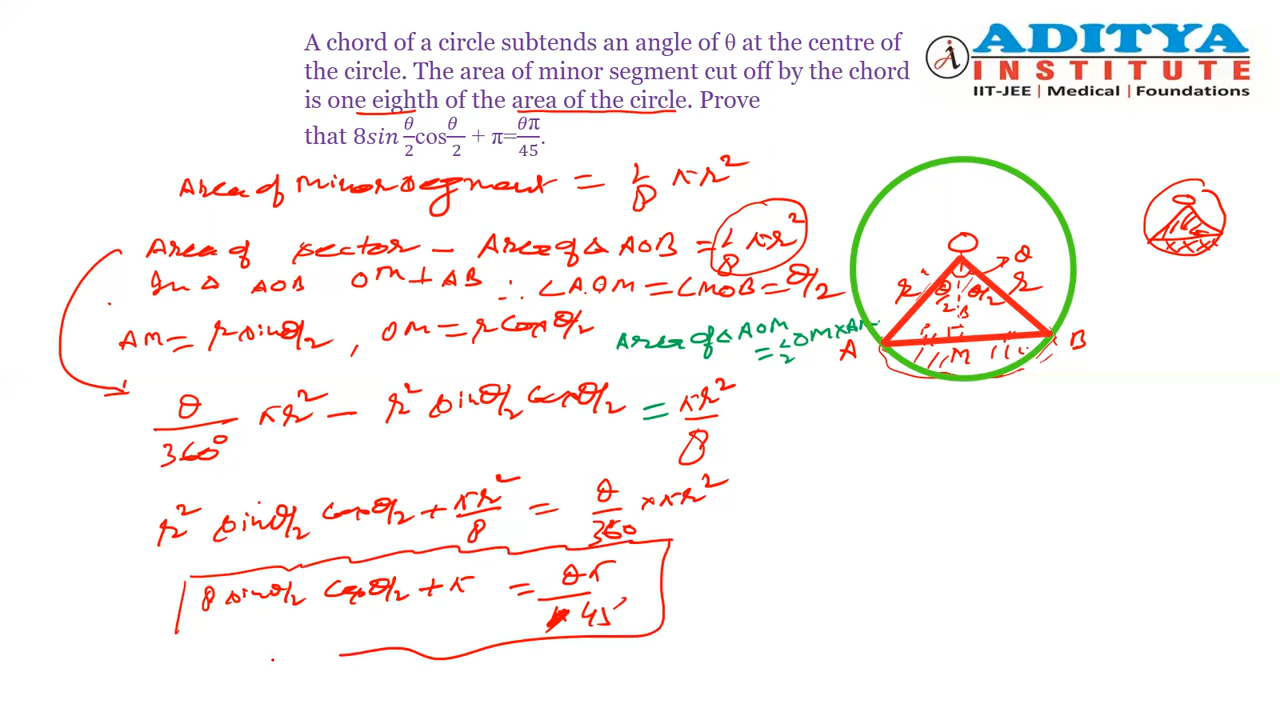 A chord of a circle subtends an angle of θ at the centre of
the circle. The area of minor segment cut off by the chord
is one eighth of the area of the circle. Prove
that 8sin θ/2 cos θ/2 + π = θπ/45.
ADITYA
INSTITUTE
IIT-JEE | Medical | Foundations
Area of Minor segment = 1/8 πr²
Area of sector - Area of Δ AOB = 1/8 πr²
In Δ AOB OM ⊥ AB ∴ ∠AOM = ∠MOB = θ/2
AM = r sin θ/2 , OM = r cos θ/2
Area of Δ AOM
= 1/2 OM × AM
θ/360° πr² - r² sin θ/2 cos θ/2 = πr²/8
r² sin θ/2 cos θ/2 + πr²/8 = θ/360 × πr²
8 sin θ/2 cos θ/2 + π = θπ/45
O
θ
r
θ/2
θ/2
r
A
M
B